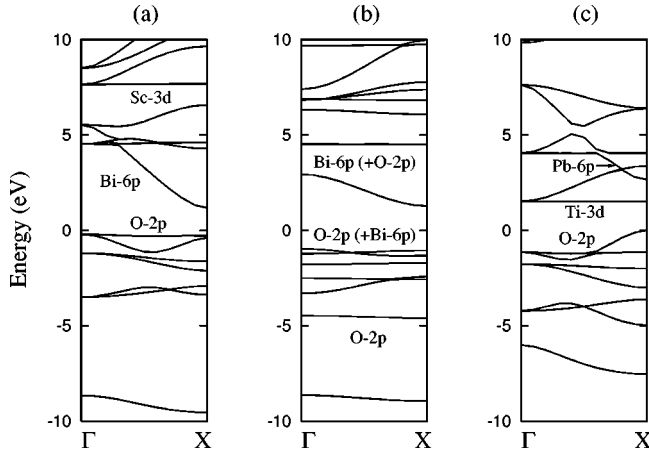 (a) (b) (c)
Energy (eV)
10 10 10
5 5 5
0 0 0
-5 -5 -5
-10 -10 -10
Sc-3d
Bi-6p
O-2p
Bi-6p (+O-2p)
O-2p (+Bi-6p)
O-2p
Pb-6p
Ti-3d
O-2p
Γ X Γ X Γ X